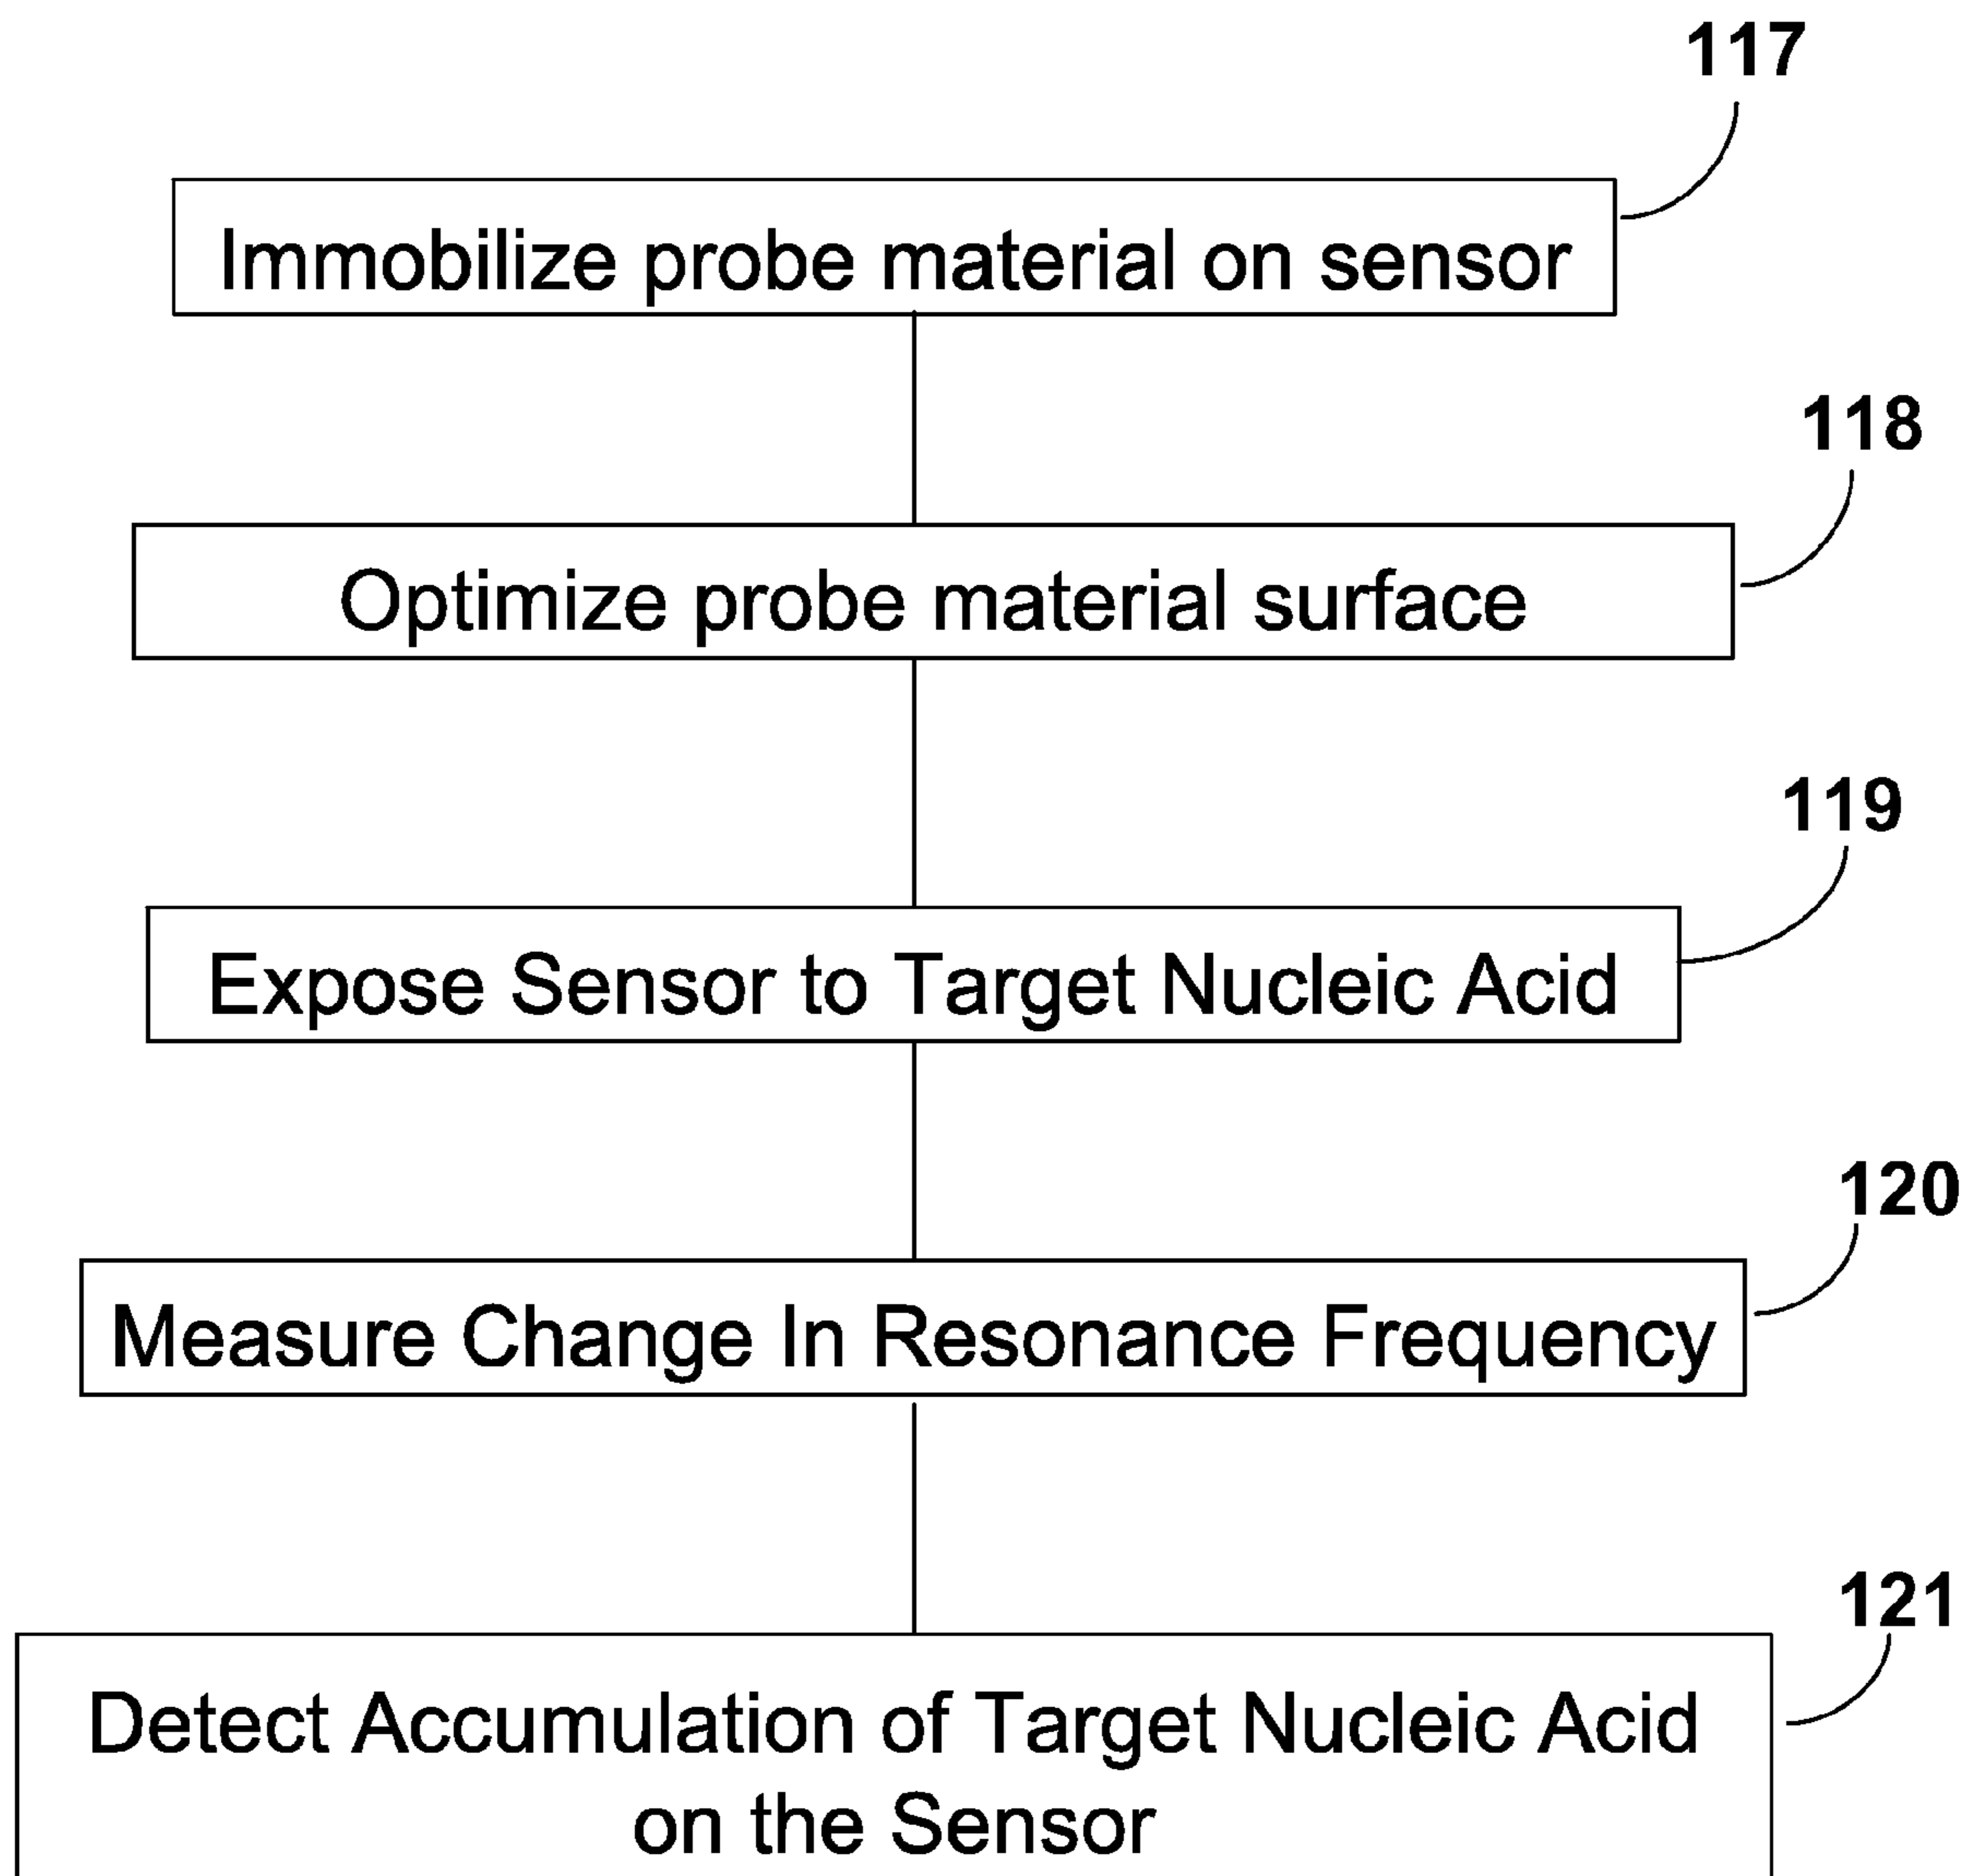 117
Immobilize probe material on sensor
118
Optimize probe material surface
119
Expose Sensor to Target Nucleic Acid
120
Measure Change In Resonance Frequency
121
Detect Accumulation of Target Nucleic Acid
on the Sensor